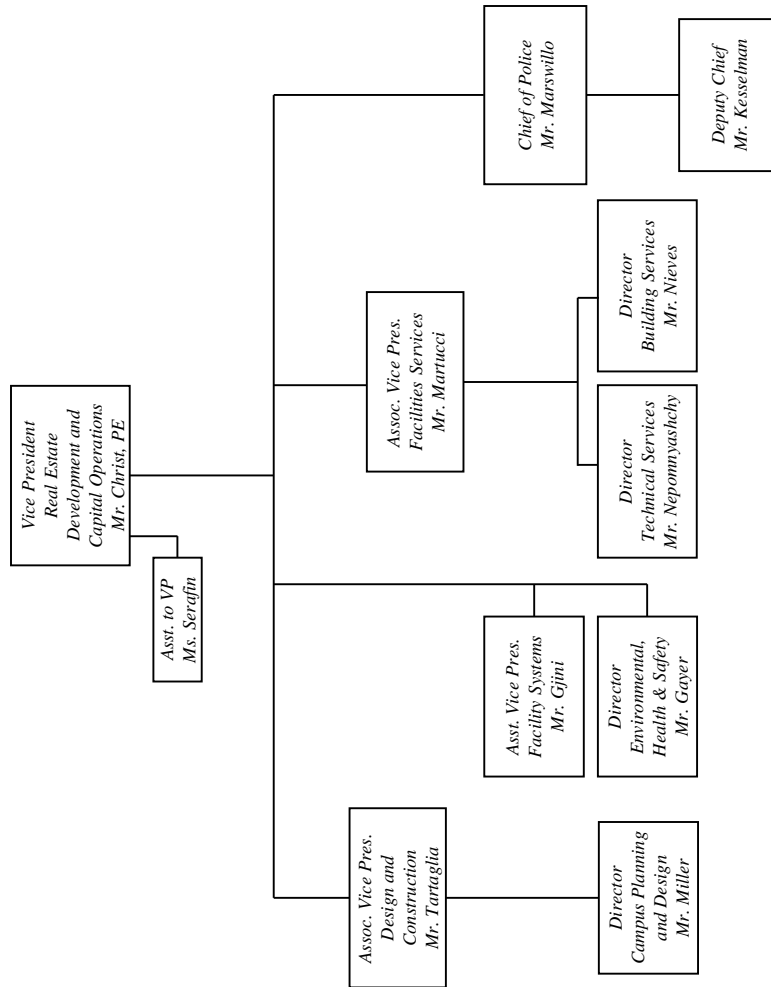 Vice President
Real Estate
Development and
Capital Operations
Mr. Christ, PE
Asst. to VP
Ms. Serafin
Assoc. Vice Pres.
Design and
Construction
Mr. Tartaglia
Director
Campus Planning
and Design
Mr. Miller
Asst. Vice Pres.
Facility Systems
Mr. Gjini
Director
Environmental,
Health & Safety
Mr. Gayer
Assoc. Vice Pres.
Facilities Services
Mr. Martucci
Director
Technical Services
Mr. Nepomnyashchy
Director
Building Services
Mr. Nieves
Chief of Police
Mr. Marswillo
Deputy Chief
Mr. Kesselman